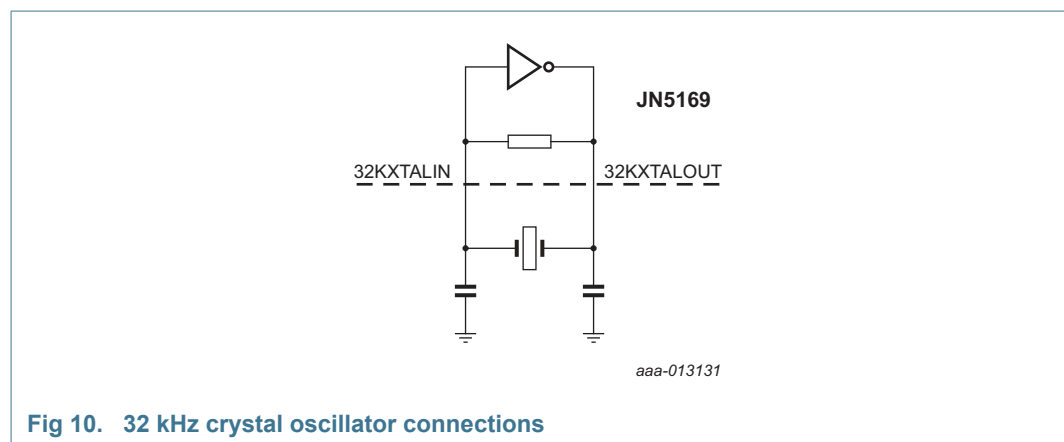 JN5169
32KXTALIN 32KXTALOUT
aaa-013131
Fig 10. 32 kHz crystal oscillator connections